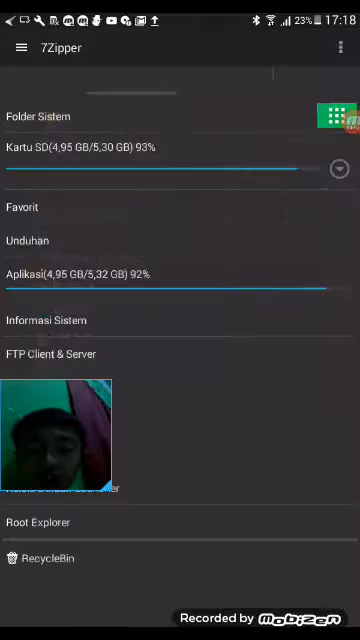 23% 17:18
7Zipper
Folder Sistem
Kartu SD(4,95 GB/5,30 GB) 93%
Favorit
Unduhan
Aplikasi(4,95 GB/5,32 GB) 92%
Informasi Sistem
FTP Client & Server
Root Explorer
RecycleBin
Recorded by MOBIZEN